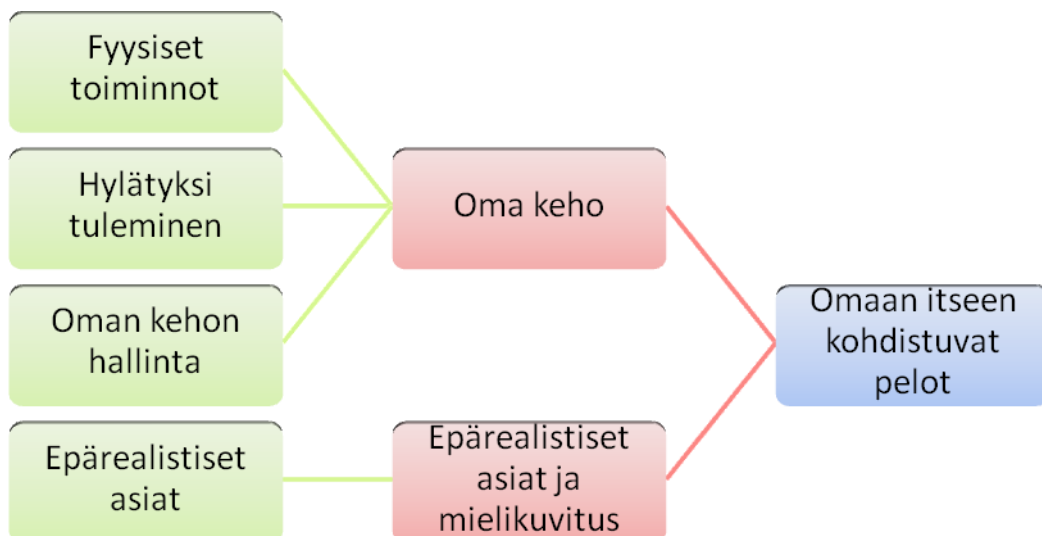 Fyysiset
toiminnot
Hylätyksi
tuleminen
Oman kehon
hallinta
Epärealistiset
asiat
Oma keho
Epärealistiset
asiat ja
mielikuvitus
Omaan itseen
kohdistuvat
pelot